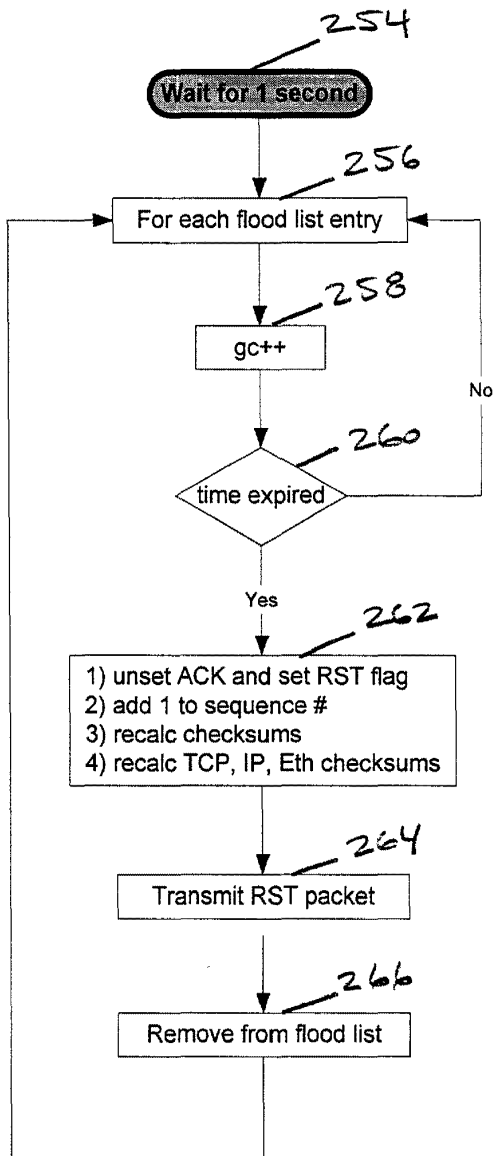 254
Wait for 1 second
256
For each flood list entry
258
gc++
No
260
time expired
Yes
262
1) unset ACK and set RST flag
2) add 1 to sequence #
3) recalc checksums
4) recalc TCP, IP, Eth checksums
264
Transmit RST packet
266
Remove from flood list